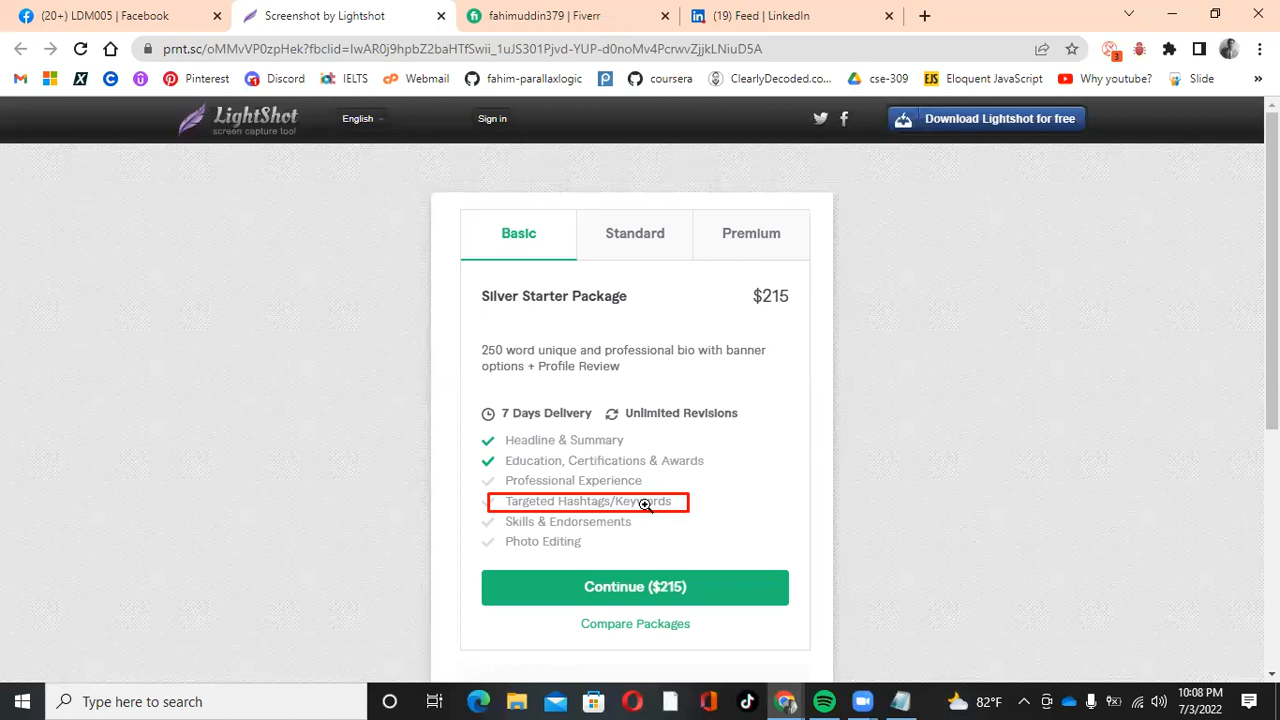 (20+) LDM005 | Facebook
Screenshot by Lightshot
fahimuddin379 | Fiverr
(19) Feed | LinkedIn
prnt.sc/oMMvVP0zpHek?fbclid=IwAR0j9hpbZ2baHTfSwii_1uJS301Pjvd-YUP-d0noMv4PcrwvZjjkLNiuD5A
3
Pinterest
Discord
IELTS
Webmail
fahim-parallaxlogic
coursera
ClearlyDecoded.co...
cse-309
EJS Eloquent JavaScript
Why youtube?
Slide
LightShot
screen capture tool
English
Sign in
Download Lightshot for free
Basic
Standard
Premium
Silver Starter Package
$215
250 word unique and professional bio with banner
options + Profile Review
7 Days Delivery
Unlimited Revisions
Headline & Summary
Education, Certifications & Awards
Professional Experience
Targeted Hashtags/Keywords
Skills & Endorsements
Photo Editing
Continue ($215)
Compare Packages
Type here to search
82°F
10:08 PM
7/3/2022